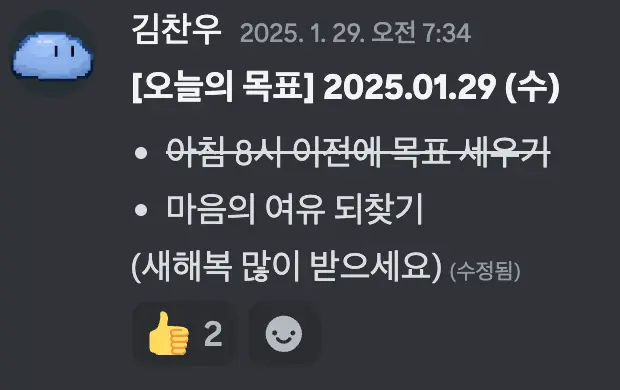 김찬우 2025. 1. 29. 오전 7:34
[오늘의 목표] 2025.01.29 (수)
• 아침 8시 이전에 목표 세우기
• 마음의 여유 되찾기
(새해복 많이 받으세요) (수정됨)
2